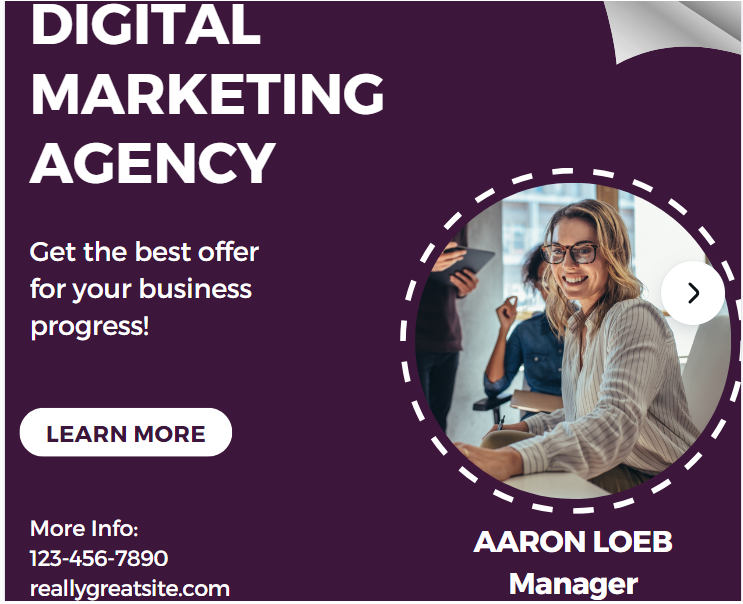 DIGITAL
MARKETING
AGENCY
Get the best offer
for your business
progress!
LEARN MORE
More Info:
123-456-7890
reallygreatsite.com
AARON LOEB
Manager